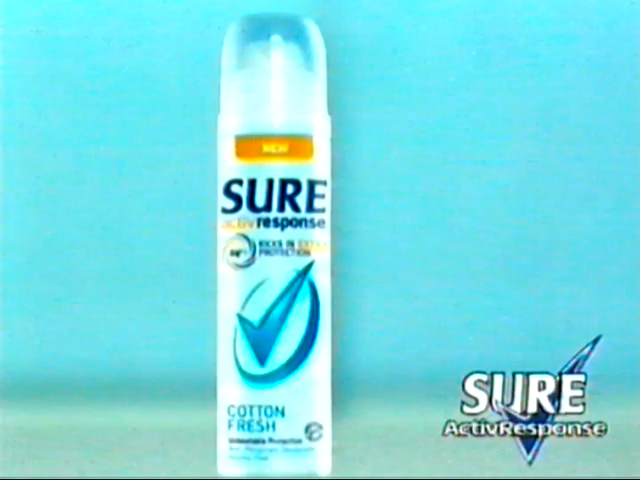 NEW
SURE
activresponse
KICKS IN EXTRA
PROTECTION
COTTON
FRESH
SURE
ActivResponse